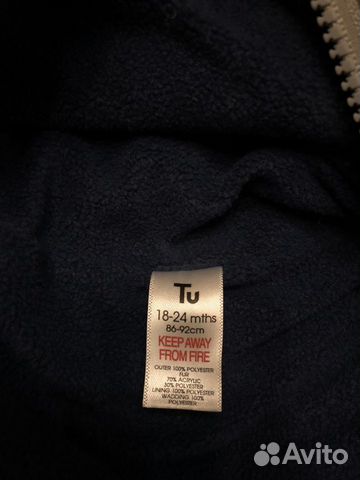 Tu
18-24 mths
86-92cm
KEEP AWAY
FROM FIRE
OUTER 100% POLYESTER
FUR
70% ACRYLIC
30% POLYESTER
LINING 100% POLYESTER
WADDING 100%
POLYESTER
Avito